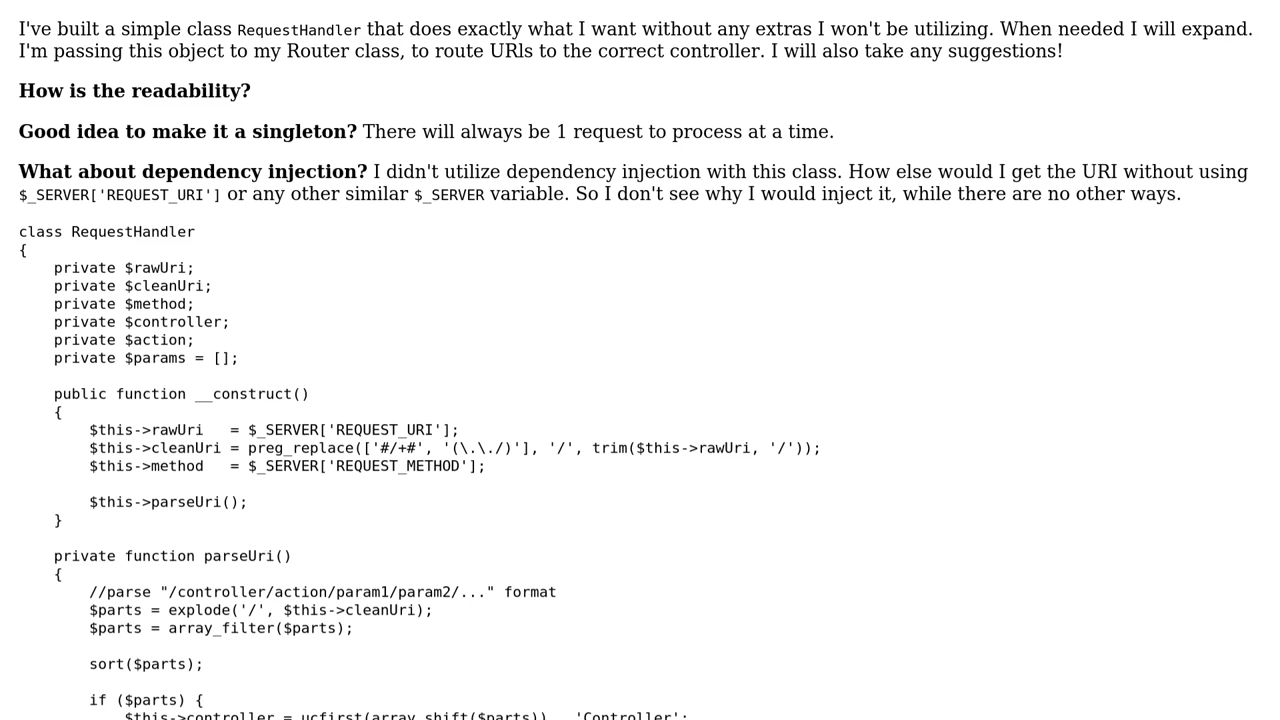 I've built a simple class RequestHandler that does exactly what I want without any extras I won't be utilizing. When needed I will expand.
I'm passing this object to my Router class, to route URIs to the correct controller. I will also take any suggestions!
How is the readability?
Good idea to make it a singleton? There will always be 1 request to process at a time.
What about dependency injection? I didn't utilize dependency injection with this class. How else would I get the URI without using
$_SERVER['REQUEST_URI'] or any other similar $_SERVER variable. So I don't see why I would inject it, while there are no other ways.
class RequestHandler
{
    private $rawUri;
    private $cleanUri;
    private $method;
    private $controller;
    private $action;
    private $params = [];
    public function __construct()
    {
        $this->rawUri   = $_SERVER['REQUEST_URI'];
        $this->cleanUri = preg_replace(['#/+#', '(\.\./)'], '/', trim($this->rawUri, '/'));
        $this->method   = $_SERVER['REQUEST_METHOD'];
        $this->parseUri();
    }
    private function parseUri()
    {
        //parse "/controller/action/param1/param2/..." format
        $parts = explode('/', $this->cleanUri);
        $parts = array_filter($parts);
        sort($parts);
        if ($parts) {
            $this->controller = ucfirst(array_shift($parts)) 'Controller';